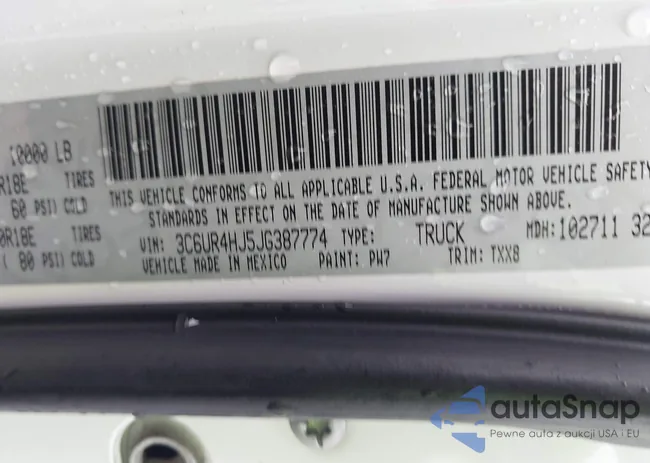 10000 LB
R18E TIRES
60 PSI) COLD
0R18E TIRES
( 80 PSI) COLD
THIS VEHICLE CONFORMS TO ALL APPLICABLE U.S.A. FEDERAL MOTOR VEHICLE SAFETY
STANDARDS IN EFFECT ON THE DATE OF MANUFACTURE SHOWN ABOVE.
VIN: 3C6UR4HJ5JG387774 TYPE: TRUCK MDH: 102711 32
VEHICLE MADE IN MEXICO PAINT: PW7 TRIM: TXX8
autaSnap
Pewne auta z aukcji USA i EU